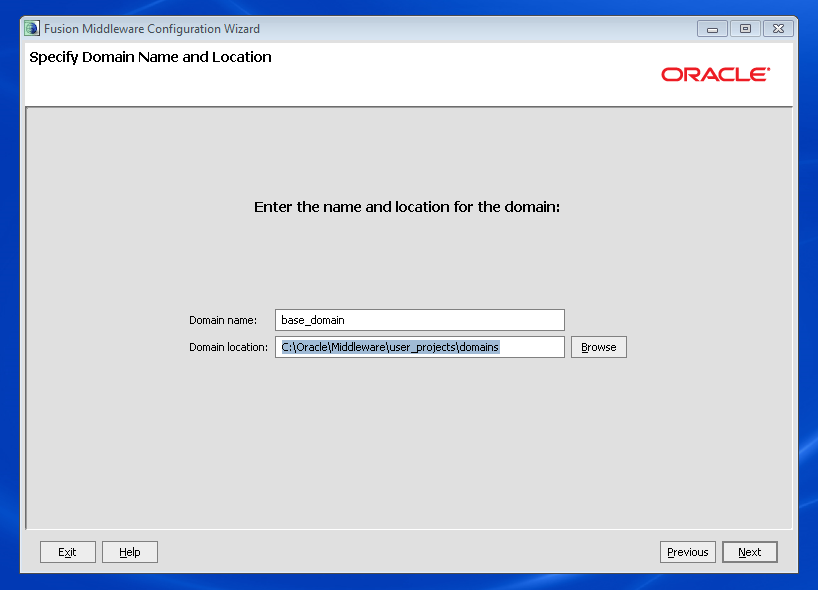 Fusion Middleware Configuration Wizard
Specify Domain Name and Location
ORACLE
Enter the name and location for the domain:
Domain name: base_domain
Domain location: C:\Oracle\Middleware\user_projects\domains Browse
Exit Help Previous Next